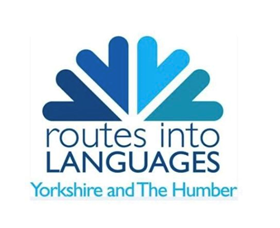 routes into
LANGUAGES
Yorkshire and The Humber